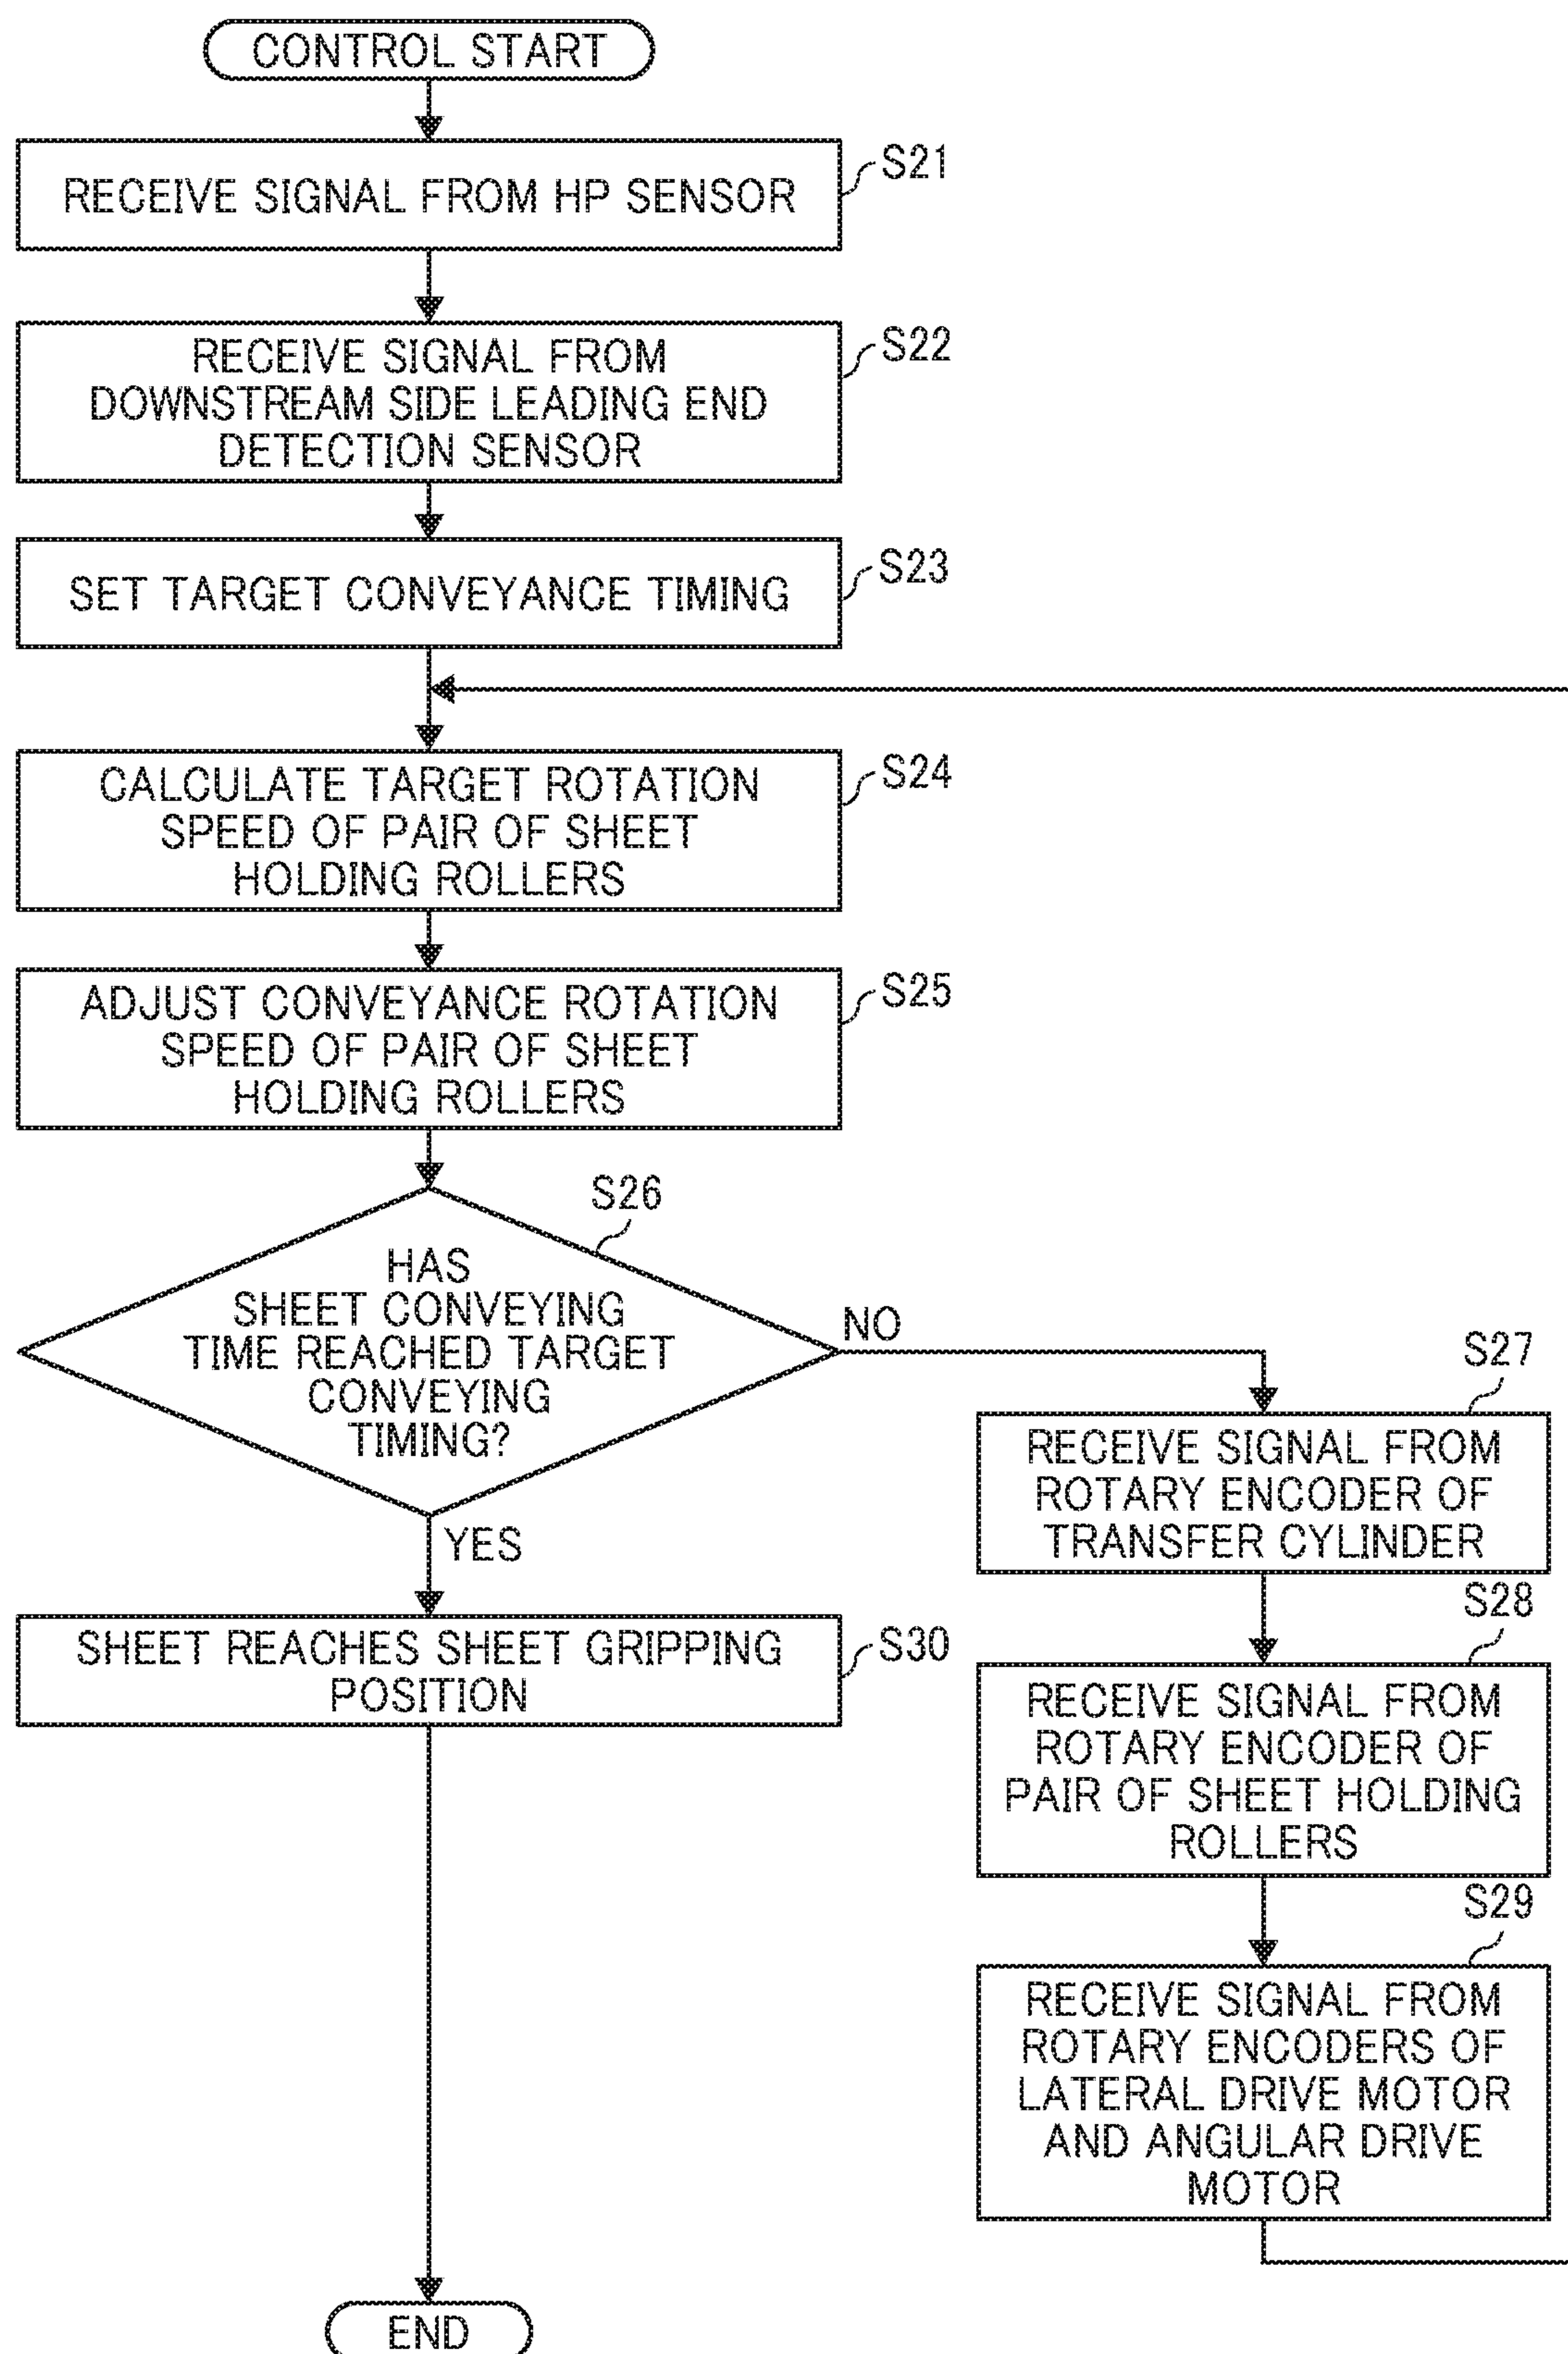 CONTROL START
RECEIVE SIGNAL FROM HP SENSOR
S21
RECEIVE SIGNAL FROM
DOWNSTREAM SIDE LEADING END
DETECTION SENSOR
S22
SET TARGET CONVEYANCE TIMING
S23
CALCULATE TARGET ROTATION
SPEED OF PAIR OF SHEET
HOLDING ROLLERS
S24
ADJUST CONVEYANCE ROTATION
SPEED OF PAIR OF SHEET
HOLDING ROLLERS
S25
S26
HAS
SHEET CONVEYING
TIME REACHED TARGET
CONVEYING
TIMING?
NO
YES
S27
RECEIVE SIGNAL FROM
ROTARY ENCODER OF
TRANSFER CYLINDER
S28
RECEIVE SIGNAL FROM
ROTARY ENCODER OF
PAIR OF SHEET HOLDING
ROLLERS
S29
RECEIVE SIGNAL FROM
ROTARY ENCODERS OF
LATERAL DRIVE MOTOR
AND ANGULAR DRIVE
MOTOR
SHEET REACHES SHEET GRIPPING
POSITION
S30
END